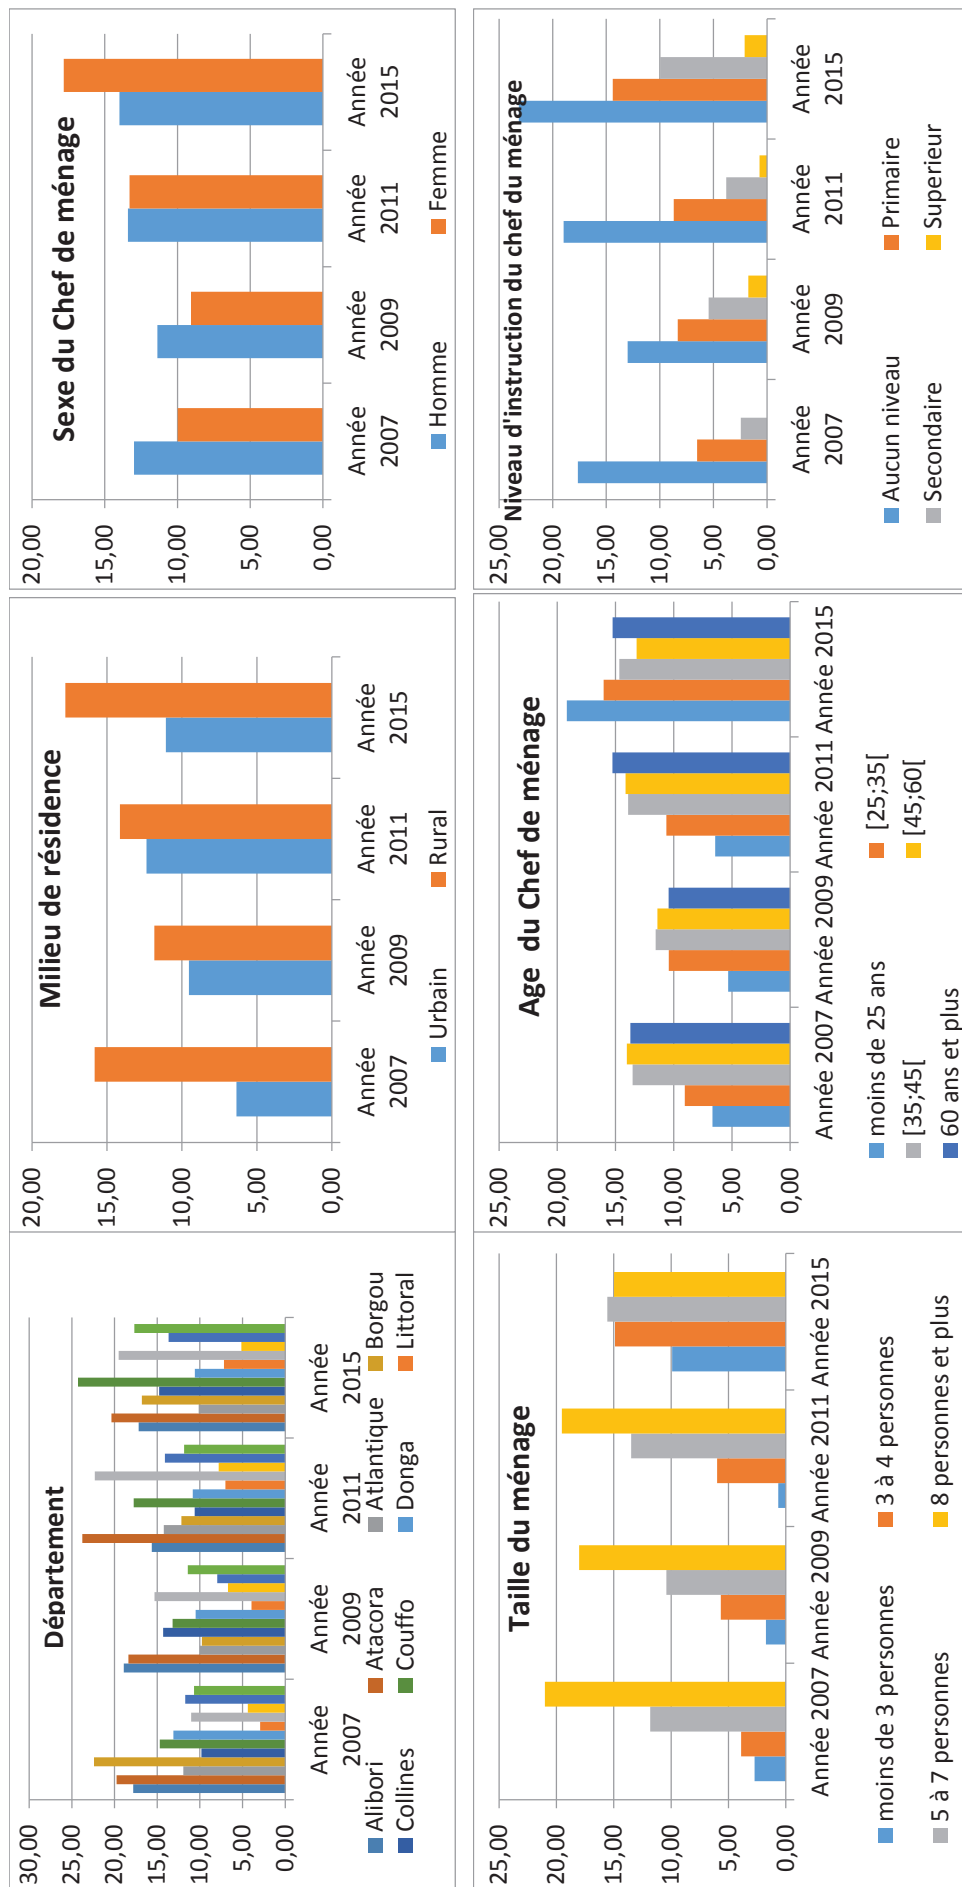 Département
30,00
25,00
20,00
15,00
10,00
5,00
0,00
Année 2007
Année 2009
Année 2011
Année 2015
Alibori
Atacora
Atlantique
Borgou
Collines
Couffo
Donga
Littoral
Milieu de résidence
20,00
15,00
10,00
5,00
0,00
Année 2007
Année 2009
Année 2011
Année 2015
Urbain
Rural
Sexe du Chef de ménage
20,00
15,00
10,00
5,00
0,00
Année 2007
Année 2009
Année 2011
Année 2015
Homme
Femme
Taille du ménage
25,00
20,00
15,00
10,00
5,00
0,00
Année 2007 Année 2009 Année 2011 Année 2015
moins de 3 personnes
3 à 4 personnes
5 à 7 personnes
8 personnes et plus
Age du Chef de ménage
25,00
20,00
15,00
10,00
5,00
0,00
Année 2007 Année 2009 Année 2011 Année 2015
moins de 25 ans
[25;35[
[35;45[
[45;60[
60 ans et plus
Niveau d'instruction du chef du ménage
25,00
20,00
15,00
10,00
5,00
0,00
Année 2007
Année 2009
Année 2011
Année 2015
Aucun niveau
Primaire
Secondaire
Superieur